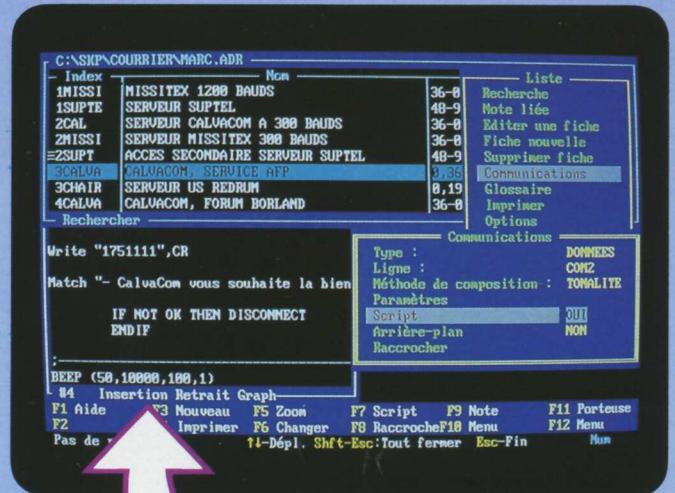 C:\SKP\COURRIER\MARC.ADR
Index Nom
1MISSI MISSITEX 1200 BAUDS 36-0
1SUPTE SERVEUR SUPTEL 48-9
2CAL SERVEUR CALVACOM A 300 BAUDS 36-0
2MISSI SERVEUR MISSITEX 300 BAUDS 36-0
≡2SUPT ACCES SECONDAIRE SERVEUR SUPTEL 48-9
3CALVA CALVACOM, SERVICE AFP 0,36
3CHAIR SERVEUR US REDRUM 0,19
4CALVA CALVACOM, FORUM BORLAND 36-0
Liste
Recherche
Note liée
Editer une fiche
Fiche nouvelle
Supprimer fiche
Communications
Glossaire
Imprimer
Options
Rechercher
Write "1751111",CR
Match "- CalvaCom vous souhaite la bien
IF NOT OK THEN DISCONNECT
ENDIF
;
BEEP (50,10000,100,1)
Communications
Type : DONNEES
Ligne : COM2
Méthode de composition : TONALITE
Paramètres
Script OUI
Arrière-plan NON
Raccrocher
#4 Insertion Retrait Graph
F1 Aide F3 Nouveau F5 Zoom F7 Script F9 Note F11 Porteuse
F2 Imprimer F6 Changer F8 Raccroche F10 Menu F12 Menu
Pas de ↑↓-Dépl. Shft-Esc:Tout fermer Esc-Fin Num